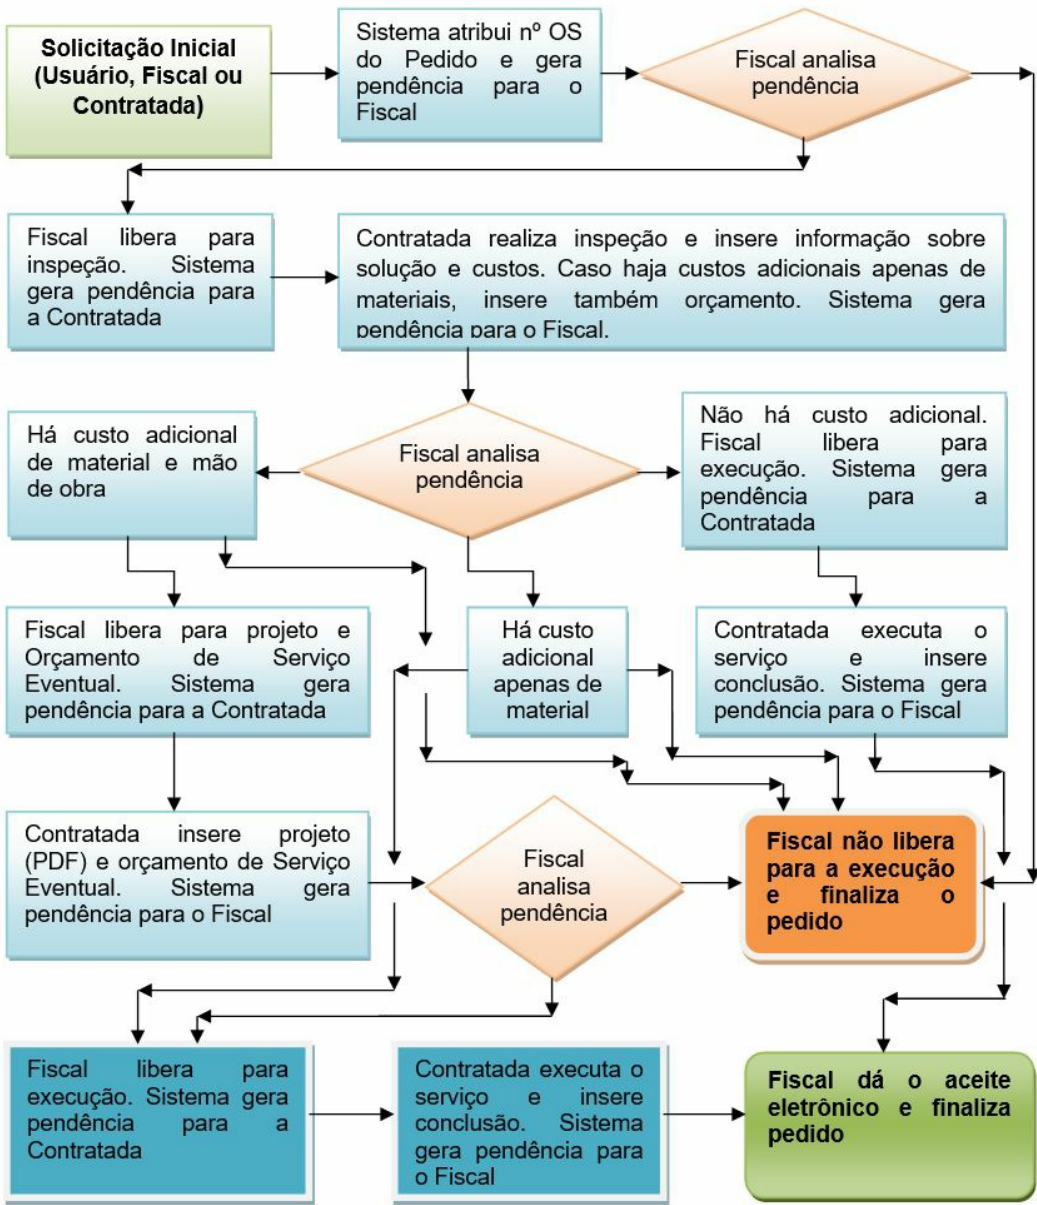 Solicitação Inicial
(Usuário, Fiscal ou
Contratada)
Sistema atribui nº OS
do Pedido e gera
pendência para o
Fiscal
Fiscal analisa
pendência
Fiscal libera para
inspeção. Sistema
gera pendência para
a Contratada
Contratada realiza inspeção e insere informação sobre
solução e custos. Caso haja custos adicionais apenas de
materiais, insere também orçamento. Sistema gera
pendência para o Fiscal.
Há custo adicional
de material e mão
de obra
Fiscal analisa
pendência
Não há custo adicional.
Fiscal libera para
execução. Sistema gera
pendência para a
Contratada
Fiscal libera para projeto e
Orçamento de Serviço
Eventual. Sistema gera
pendência para a Contratada
Há custo
adicional
apenas de
material
Contratada executa o
serviço e insere
conclusão. Sistema gera
pendência para o Fiscal
Contratada insere projeto
(PDF) e orçamento de Serviço
Eventual. Sistema gera
pendência para o Fiscal
Fiscal
analisa
pendência
Fiscal não libera
para a execução
e finaliza o
pedido
Fiscal libera para
execução. Sistema gera
pendência para a
Contratada
Contratada executa o
serviço e insere
conclusão. Sistema
gera pendência para
o Fiscal
Fiscal dá o aceite
eletrônico e finaliza
pedido